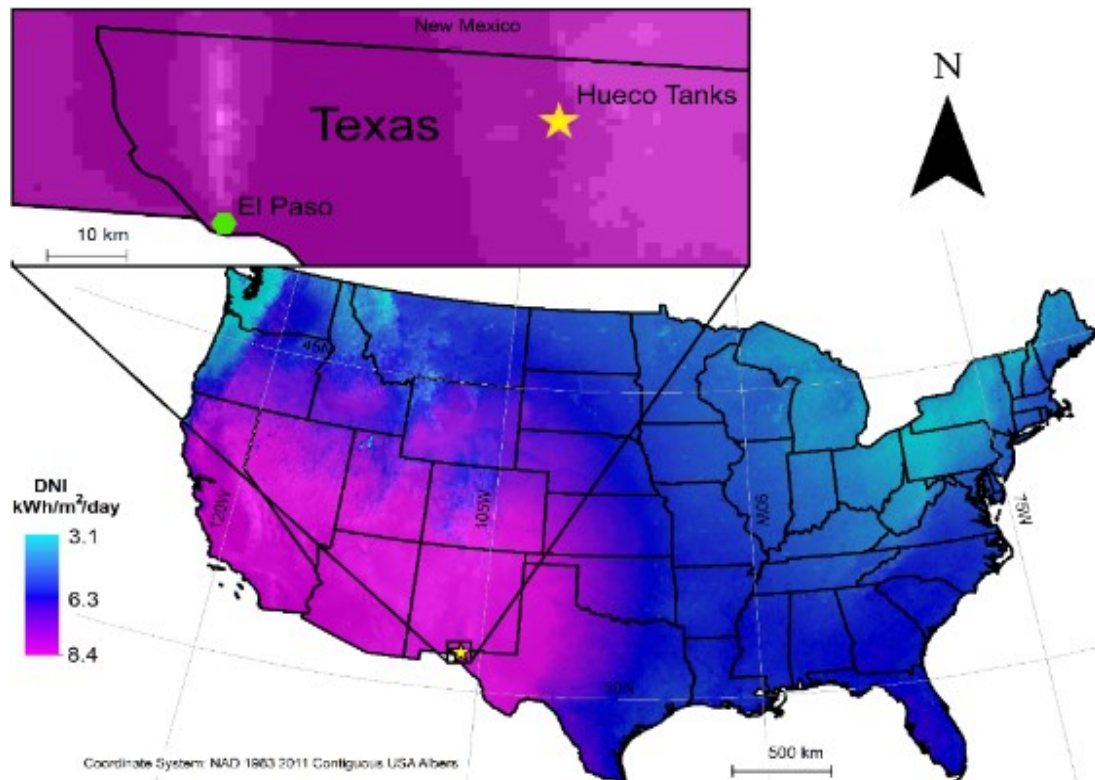 New Mexico
Hueco Tanks
Texas
El Paso
10 km
N
45N
DNI
kWh/m²/day
3.1
6.3
8.4
120W
105W
90W
75W
30N
500 km
Coordinate System: NAD 1983 2011 Contiguous USA Albers